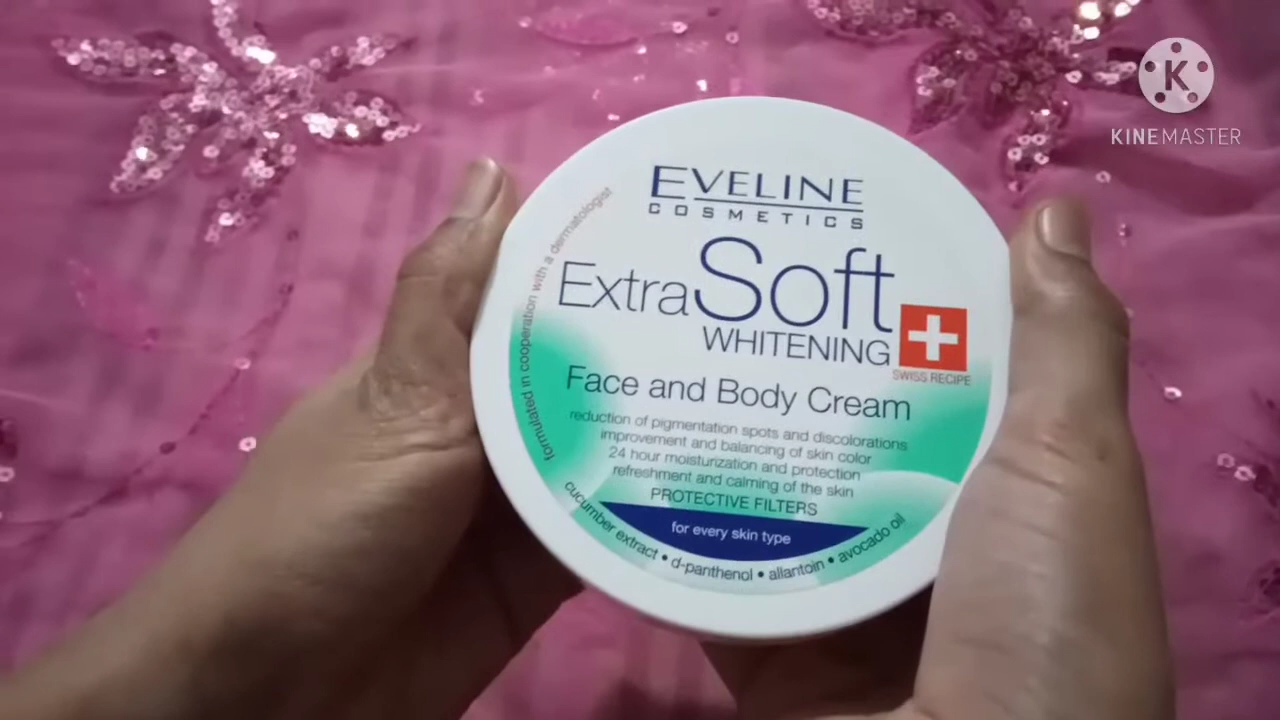 K
KINEMASTER
EVELINE
COSMETICS
Extra Soft
WHITENING
SWISS RECIPE
Face and Body Cream
reduction of pigmentation spots and discolorations
improvement and balancing of skin color
24 hour moisturization and protection
refreshment and calming of the skin
PROTECTIVE FILTERS
for every skin type
formulated in cooperation with a dermatologist
cucumber extract • d-panthenol • allantoin • avocado oil